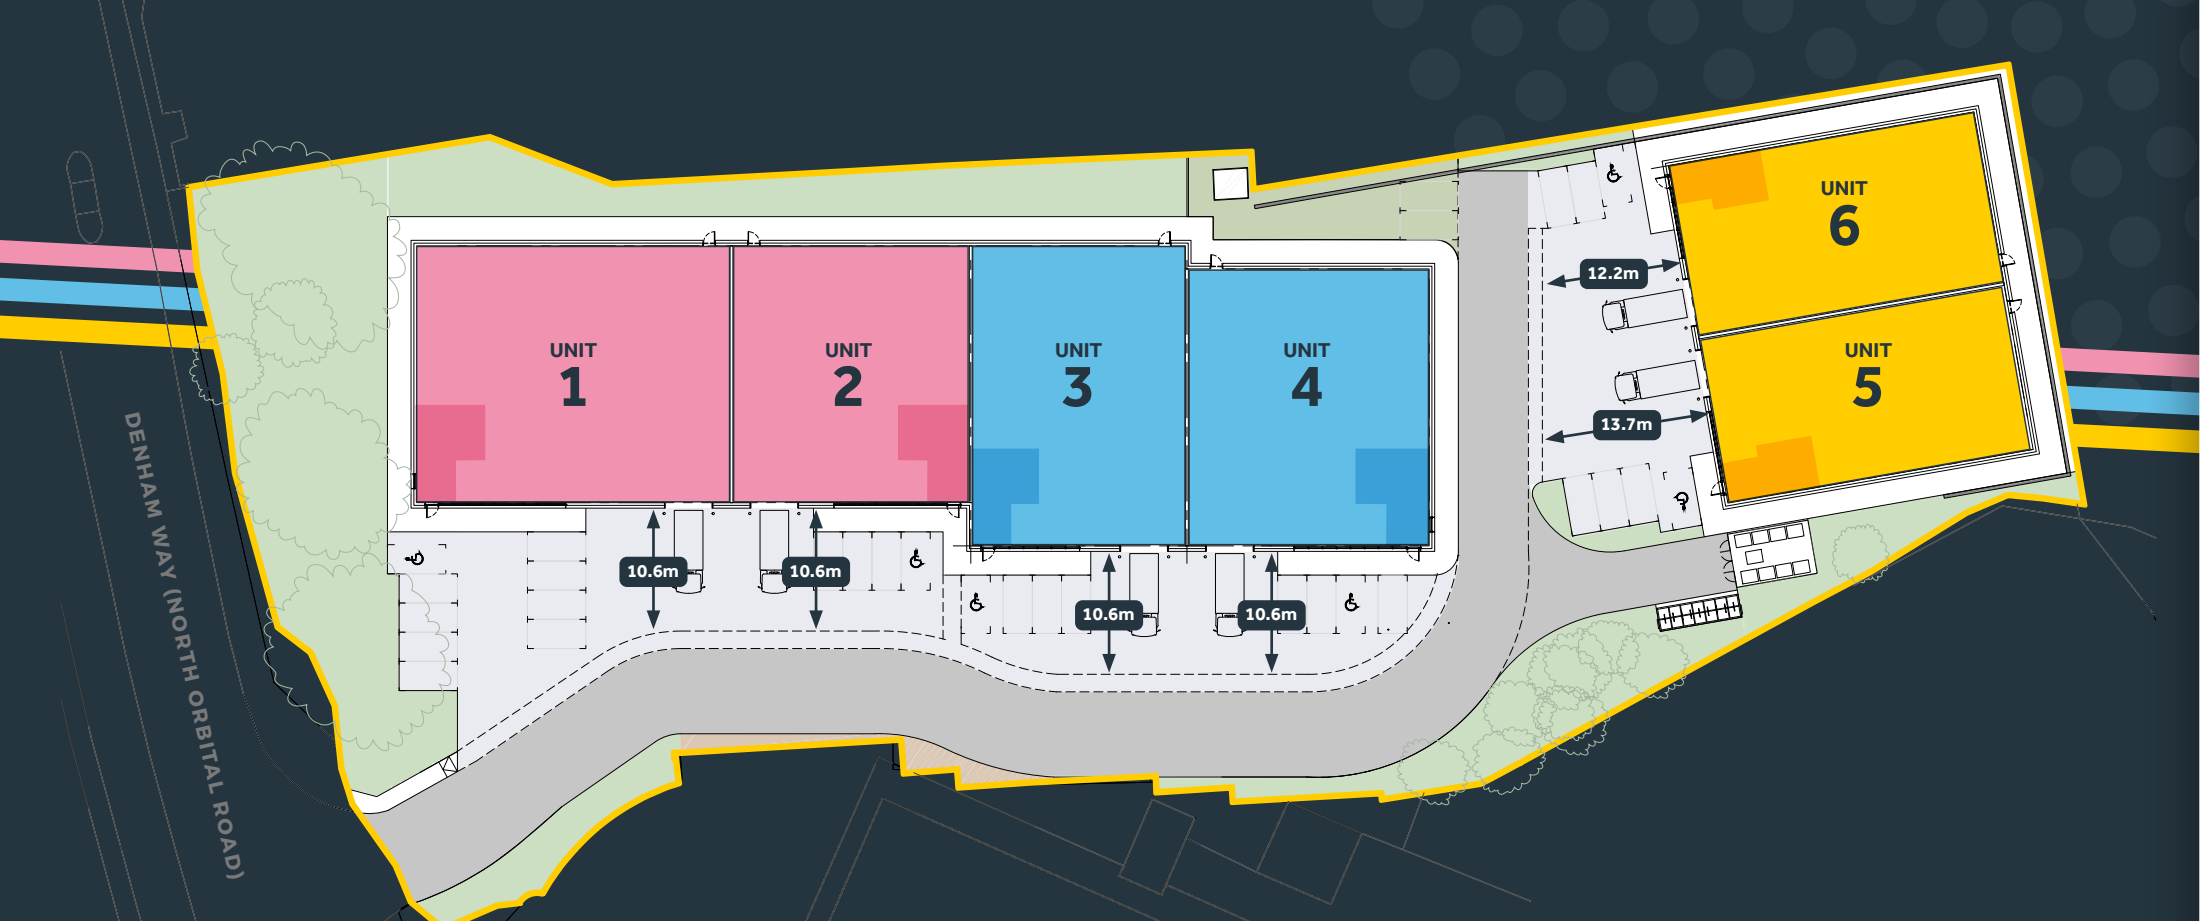 UNIT
1
UNIT
2
UNIT
3
UNIT
4
UNIT
6
UNIT
5
12.2m
13.7m
10.6m
10.6m
10.6m
10.6m
DENHAM WAY (NORTH ORBITAL ROAD)